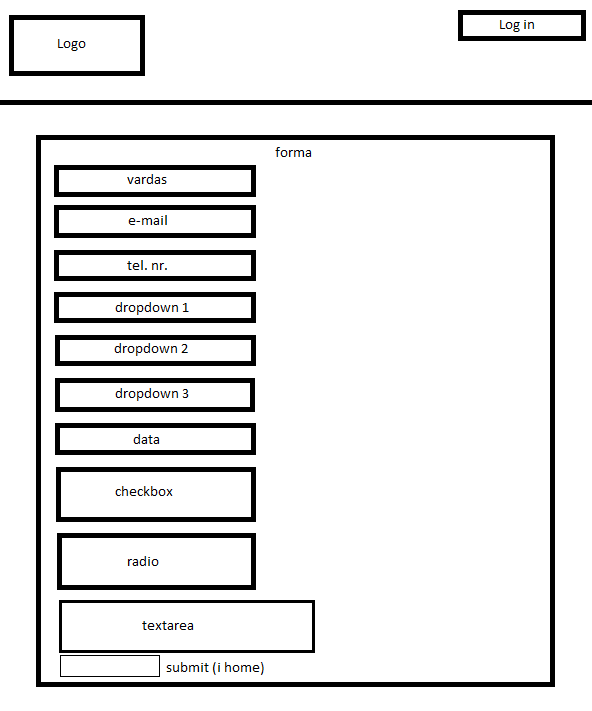 Logo
Log in
forma
vardas
e-mail
tel. nr.
dropdown 1
dropdown 2
dropdown 3
data
checkbox
radio
textarea
submit (i home)